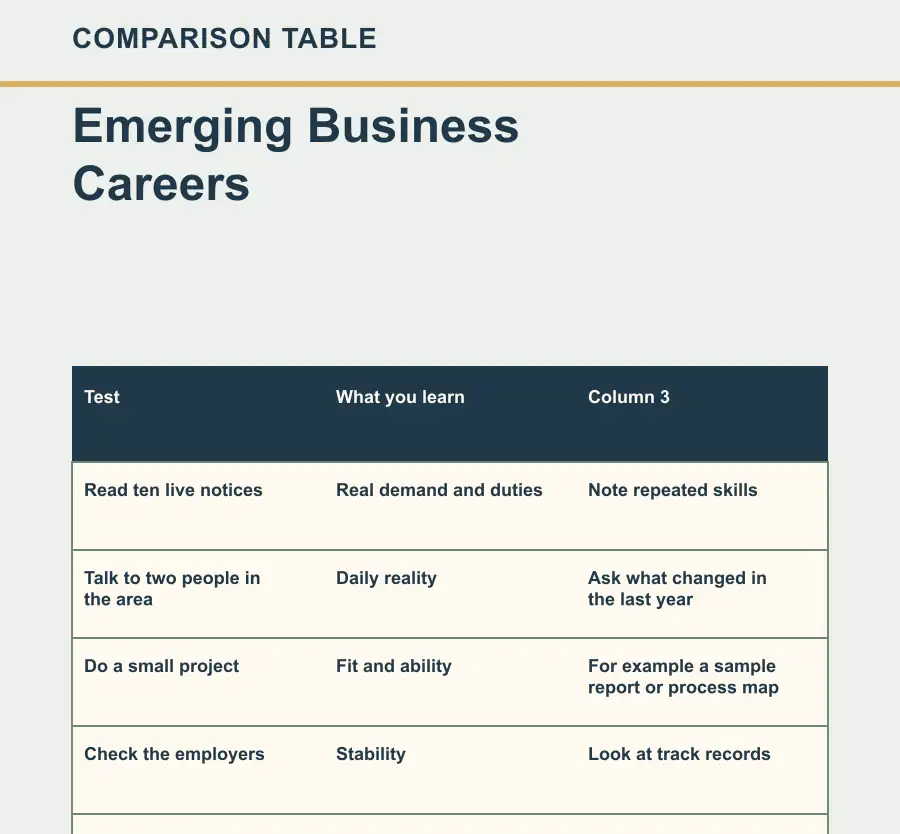 COMPARISON TABLE
Emerging Business
Careers
Test What you learn Column 3
Read ten live notices Real demand and duties Note repeated skills
Talk to two people in Daily reality Ask what changed in
the area the last year
Do a small project Fit and ability For example a sample
report or process map
Check the employers Stability Look at track records